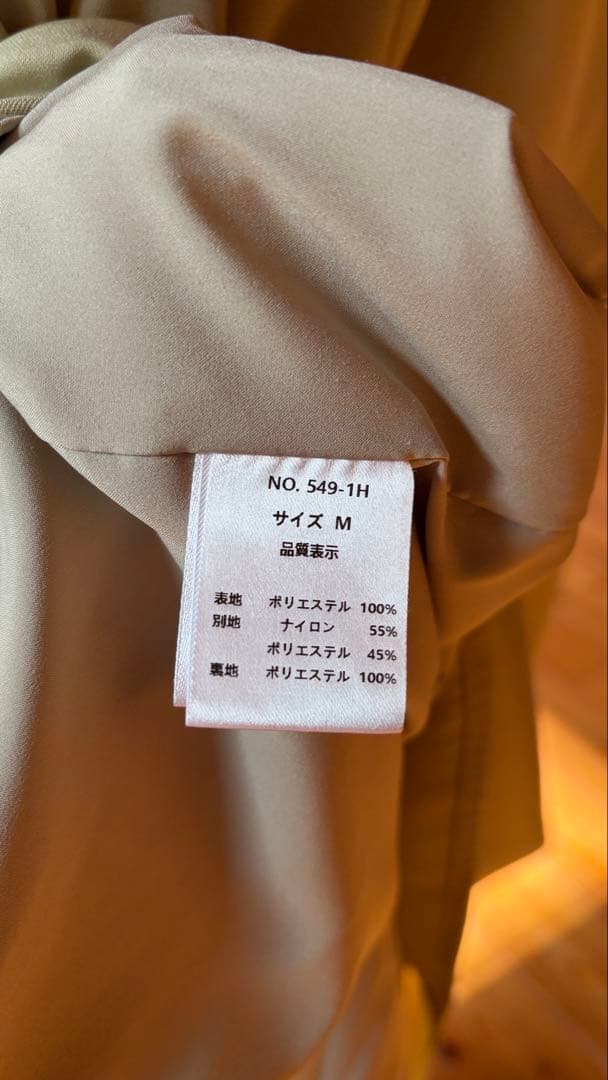 NO. 549-1H
サイズ M
品質表示
表地 ポリエステル 100%
別地 ナイロン 55%
ポリエステル 45%
裏地 ポリエステル 100%